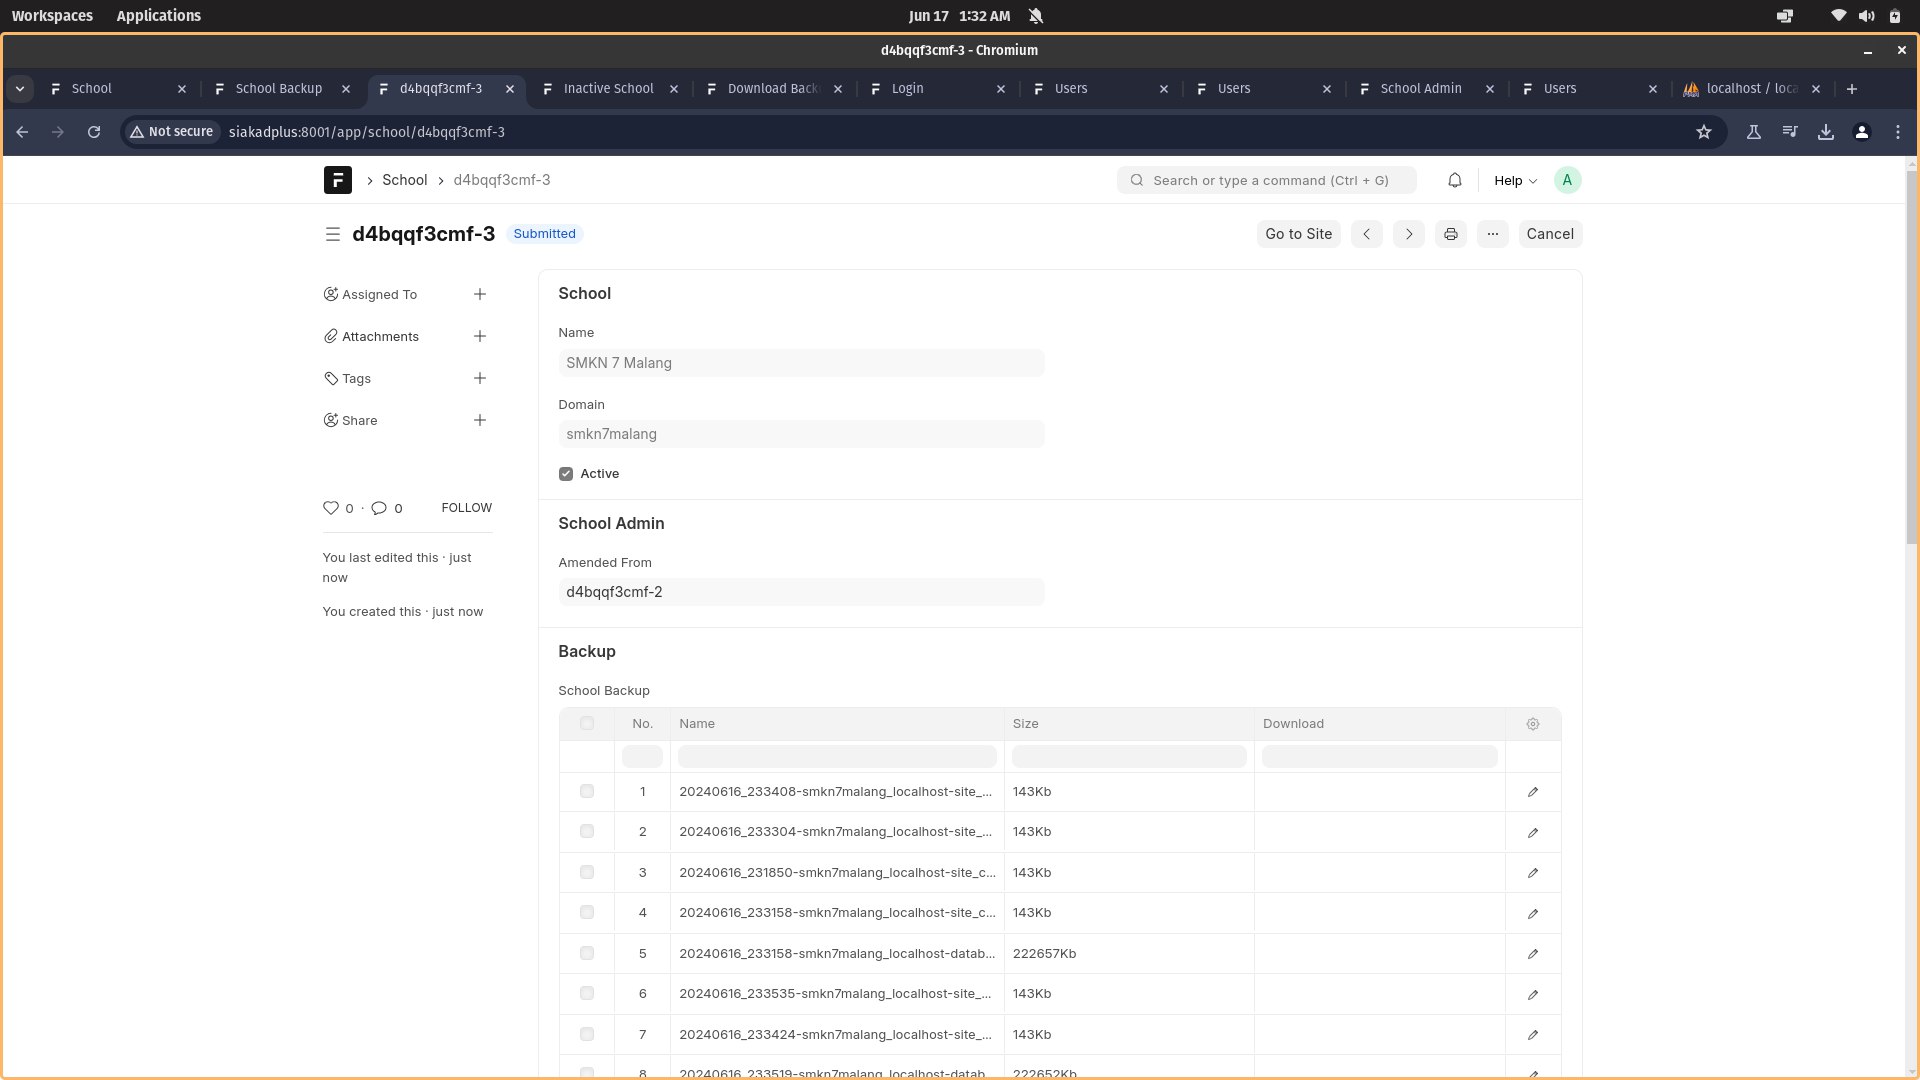 Workspaces Applications Jun 17 1:32 AM
d4bqqf3cmf-3 - Chromium
School School Backup d4bqqf3cmf-3 Inactive School Download Back Login Users Users School Admin Users localhost / loca
Not secure siakadplus:8001/app/school/d4bqqf3cmf-3
F School d4bqqf3cmf-3 Search or type a command (Ctrl + G) Help A
d4bqqf3cmf-3 Submitted Go to Site Cancel
Assigned To
Attachments
Tags
Share
0 · 0 FOLLOW
You last edited this · just
now
You created this · just now
School
Name
SMKN 7 Malang
Domain
smkn7malang
Active
School Admin
Amended From
d4bqqf3cmf-2
Backup
School Backup
No. Name Size Download
1 20240616_233408-smkn7malang_localhost-site_... 143Kb
2 20240616_233304-smkn7malang_localhost-site_... 143Kb
3 20240616_231850-smkn7malang_localhost-site_c... 143Kb
4 20240616_233158-smkn7malang_localhost-site_c... 143Kb
5 20240616_233158-smkn7malang_localhost-datab... 222657Kb
6 20240616_233535-smkn7malang_localhost-site_... 143Kb
7 20240616_233424-smkn7malang_localhost-site_... 143Kb
8 20240616_233519-smkn7malang_localhost-datab... 222652Kb